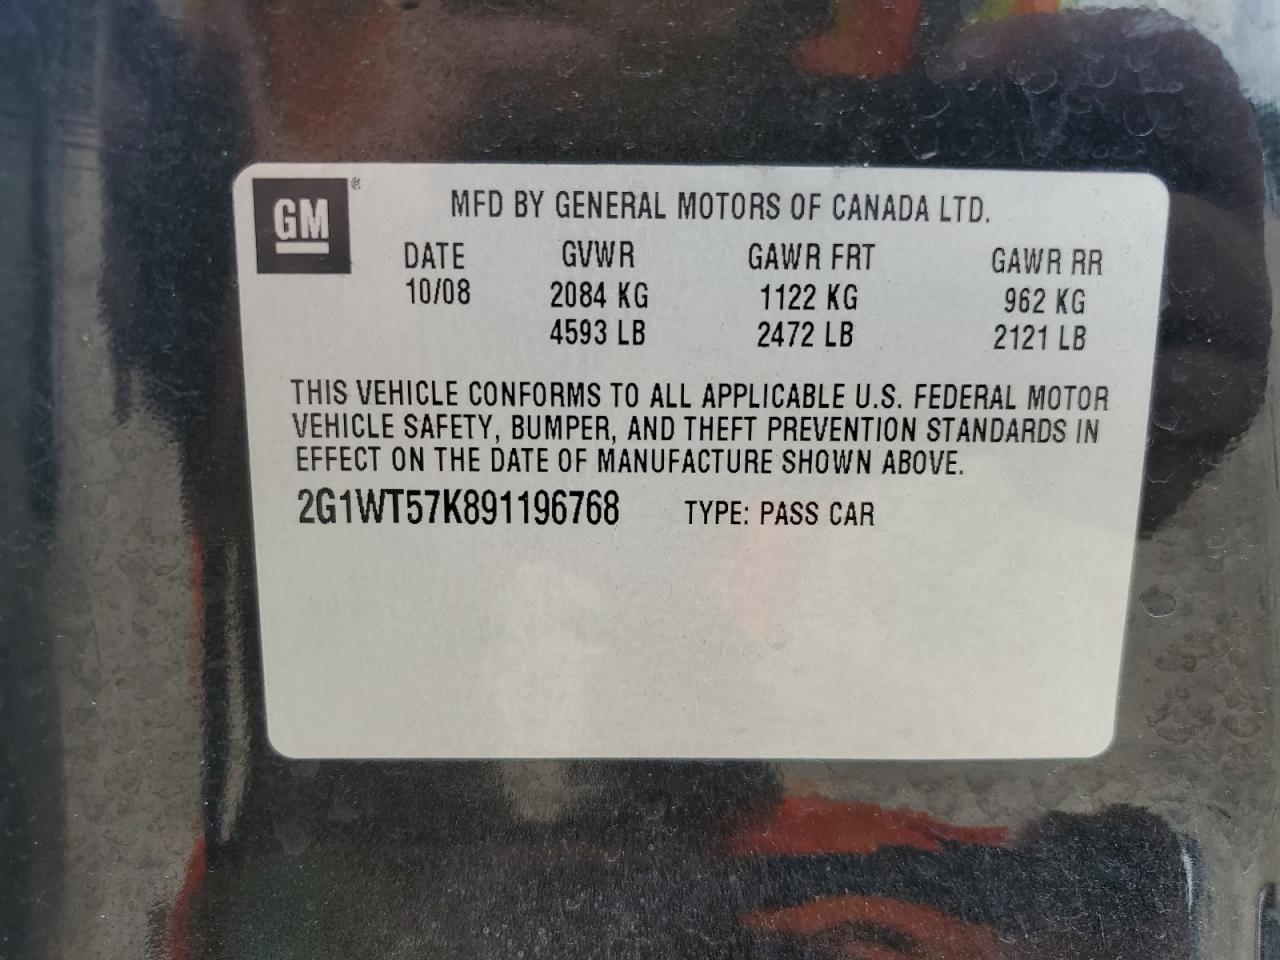 GM ®
MFD BY GENERAL MOTORS OF CANADA LTD.
DATE GVWR GAWR FRT GAWR RR
10/08 2084 KG 1122 KG 962 KG
4593 LB 2472 LB 2121 LB
THIS VEHICLE CONFORMS TO ALL APPLICABLE U.S. FEDERAL MOTOR
VEHICLE SAFETY, BUMPER, AND THEFT PREVENTION STANDARDS IN
EFFECT ON THE DATE OF MANUFACTURE SHOWN ABOVE.
2G1WT57K891196768 TYPE: PASS CAR